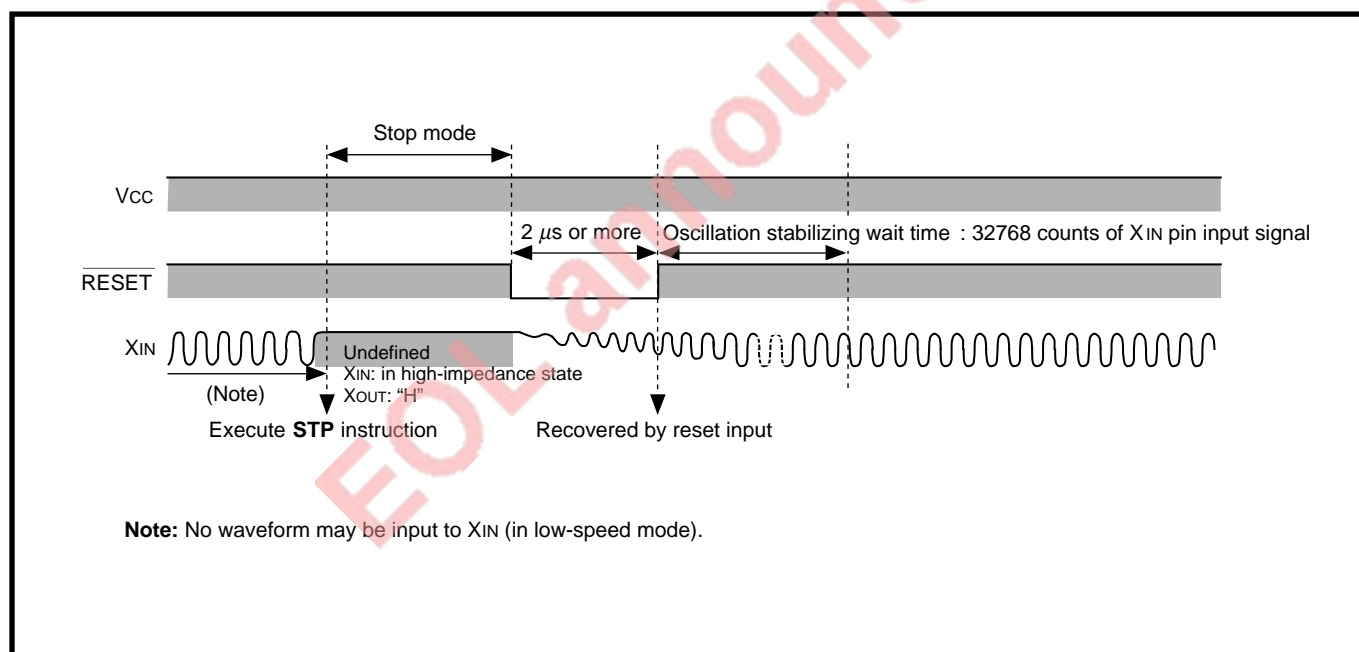 Stop mode
VCC
2 μs or more
Oscillation stabilizing wait time : 32768 counts of XIN pin input signal
RESET
XIN
Undefined
XIN: in high-impedance state
XOUT: “H”
(Note)
Execute STP instruction
Recovered by reset input
Note: No waveform may be input to XIN (in low-speed mode).
EOL announ